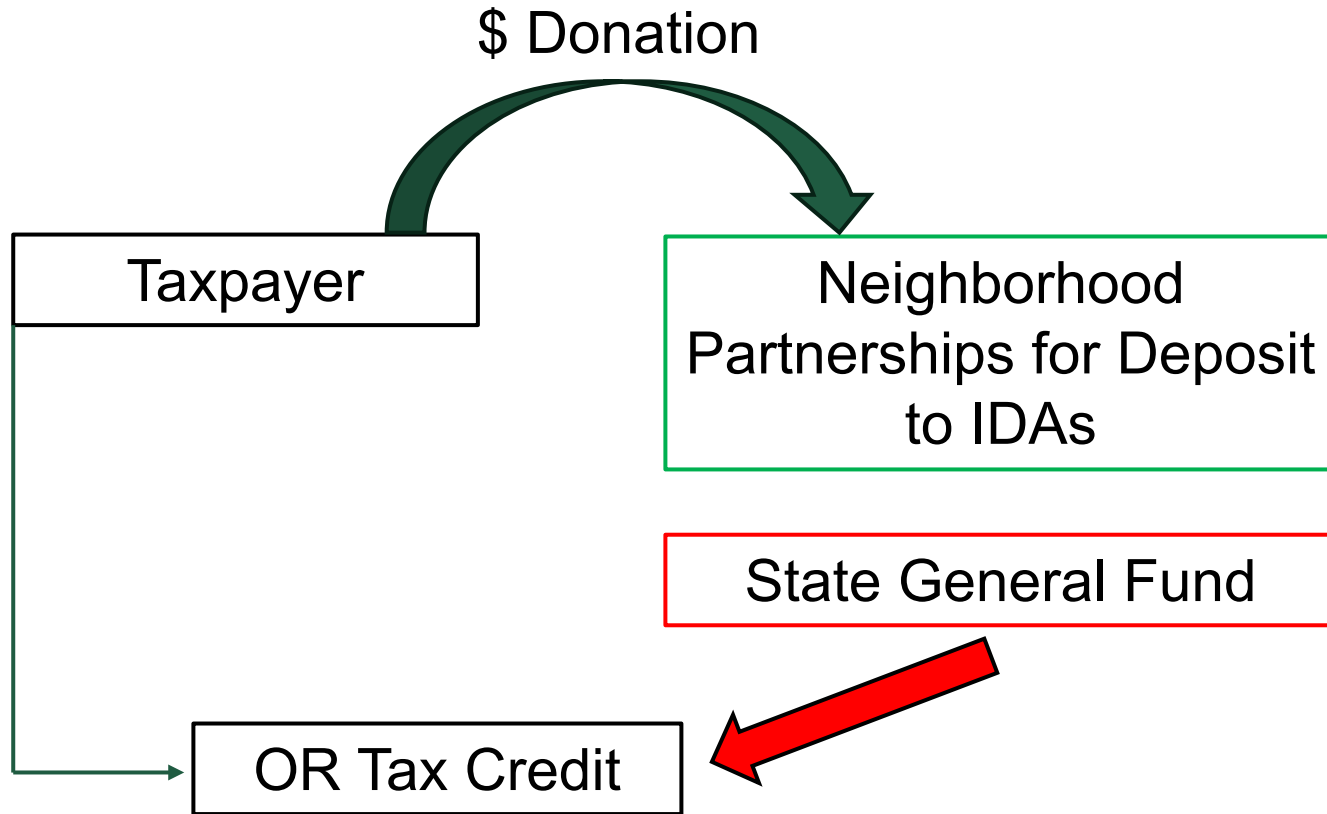 $ Donation
Taxpayer
Neighborhood
Partnerships for Deposit
to IDAs
State General Fund
OR Tax Credit